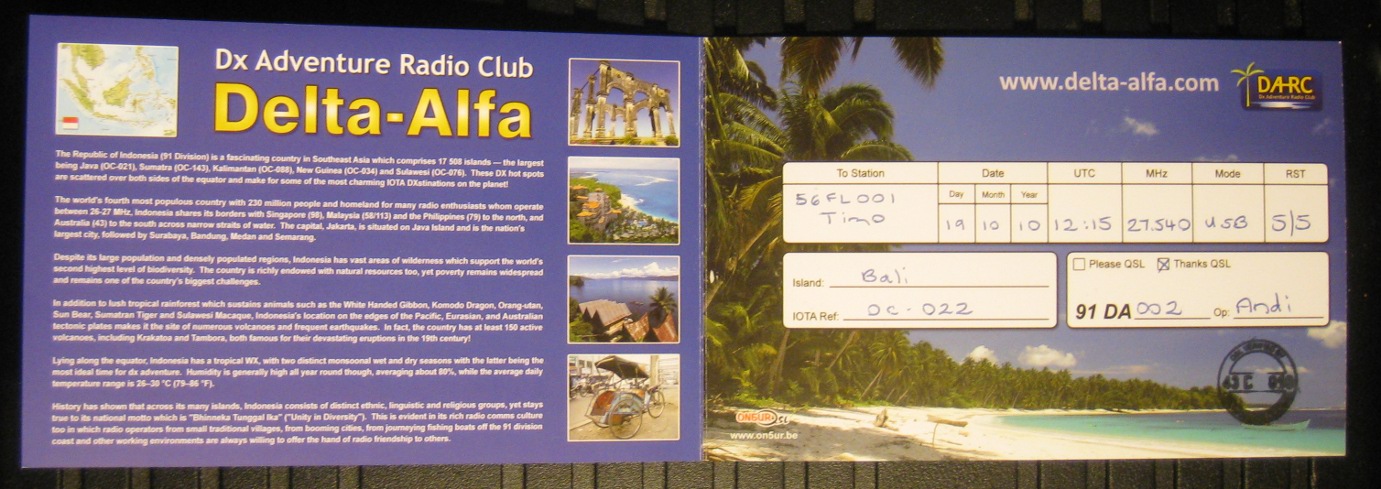 Dx Adventure Radio Club
Delta-Alfa
The Republic of Indonesia (91 Division) is a fascinating country in Southeast Asia which comprises 17 508 islands — the largest
being Java (OC-021), Sumatra (OC-143), Kalimantan (OC-088), New Guinea (OC-034) and Sulawesi (OC-076). These DX hot spots
are scattered over both sides of the equator and make for some of the most charming IOTA DXstinations on the planet!
The world's fourth most populous country with 230 million people and homeland for many radio enthusiasts whom operate
between 26-27 MHz, Indonesia shares its borders with Singapore (98), Malaysia (58/113) and the Philippines (79) to the north, and
Australia (43) to the south across narrow straits of water. The capital, Jakarta, is situated on Java Island and is the nation's
largest city, followed by Surabaya, Bandung, Medan and Semarang.
Despite its large population and densely populated regions, Indonesia has vast areas of wilderness which support the world's
second highest level of biodiversity. The country is richly endowed with natural resources too, yet poverty remains widespread
and remains one of the country's biggest challenges.
In addition to lush tropical rainforest which sustains animals such as the White Handed Gibbon, Komodo Dragon, Orang-utan,
Sun Bear, Sumatran Tiger and Sulawesi Macaque, Indonesia's location on the edges of the Pacific, Eurasian, and Australian
tectonic plates makes it the site of numerous volcanoes and frequent earthquakes. In fact, the country has at least 150 active
volcanoes, including Krakatoa and Tambora, both famous for their devastating eruptions in the 19th century!
Lying along the equator, Indonesia has a tropical WX, with two distinct monsoonal wet and dry seasons with the latter being the
most ideal time for dx adventure. Humidity is generally high all year round though, averaging about 80%, while the average daily
temperature range is 26–30 °C (79–86 °F).
History has shown that across its many islands, Indonesia consists of distinct ethnic, linguistic and religious groups, yet stays
true to its national motto which is "Bhinneka Tunggal Ika" ("Unity in Diversity"). This is evident in its rich radio comms culture
too in which radio operators from small traditional villages, from booming cities, from journeying fishing boats off the 91 division
coast and other working environments are always willing to offer the hand of radio friendship to others.
www.delta-alfa.com
DA-RC
Dx Adventure Radio Club
To Station Date UTC MHz Mode RST
Day Month Year
56FL001
Timo
19 10 10 12:15 27.540 USB 5/5
Island: Bali
IOTA Ref: OC-022
Please QSL Thanks QSL
91 DA 002 Op: Andi
ON5UR
www.on5ur.be